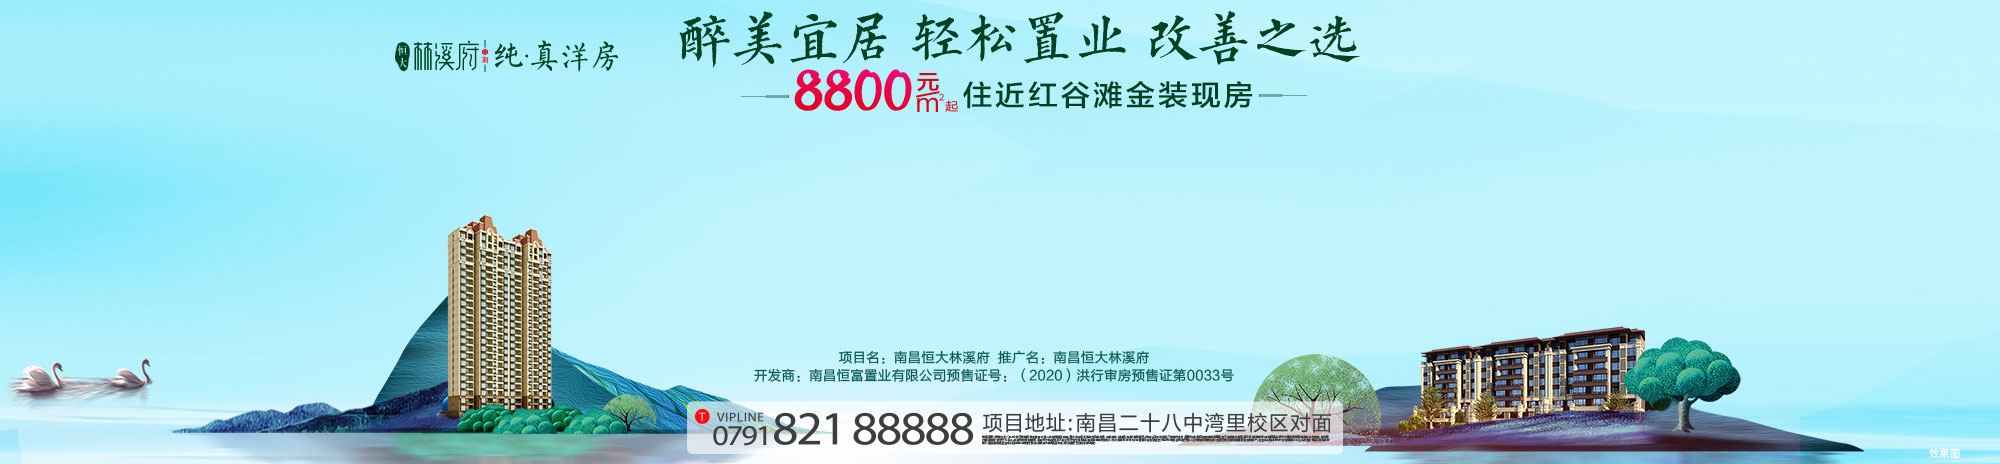 恒大 林溪府 纯·真洋房
醉美宜居 轻松置业 改善之选
8800元/m²起 住近红谷滩金装现房
项目名：南昌恒大林溪府 推广名：南昌恒大林溪府
开发商：南昌恒富置业有限公司预售证号：（2020）洪行审房预售证第0033号
T VIPLINE
0791 821 88888
项目地址:南昌二十八中湾里校区对面
效果图